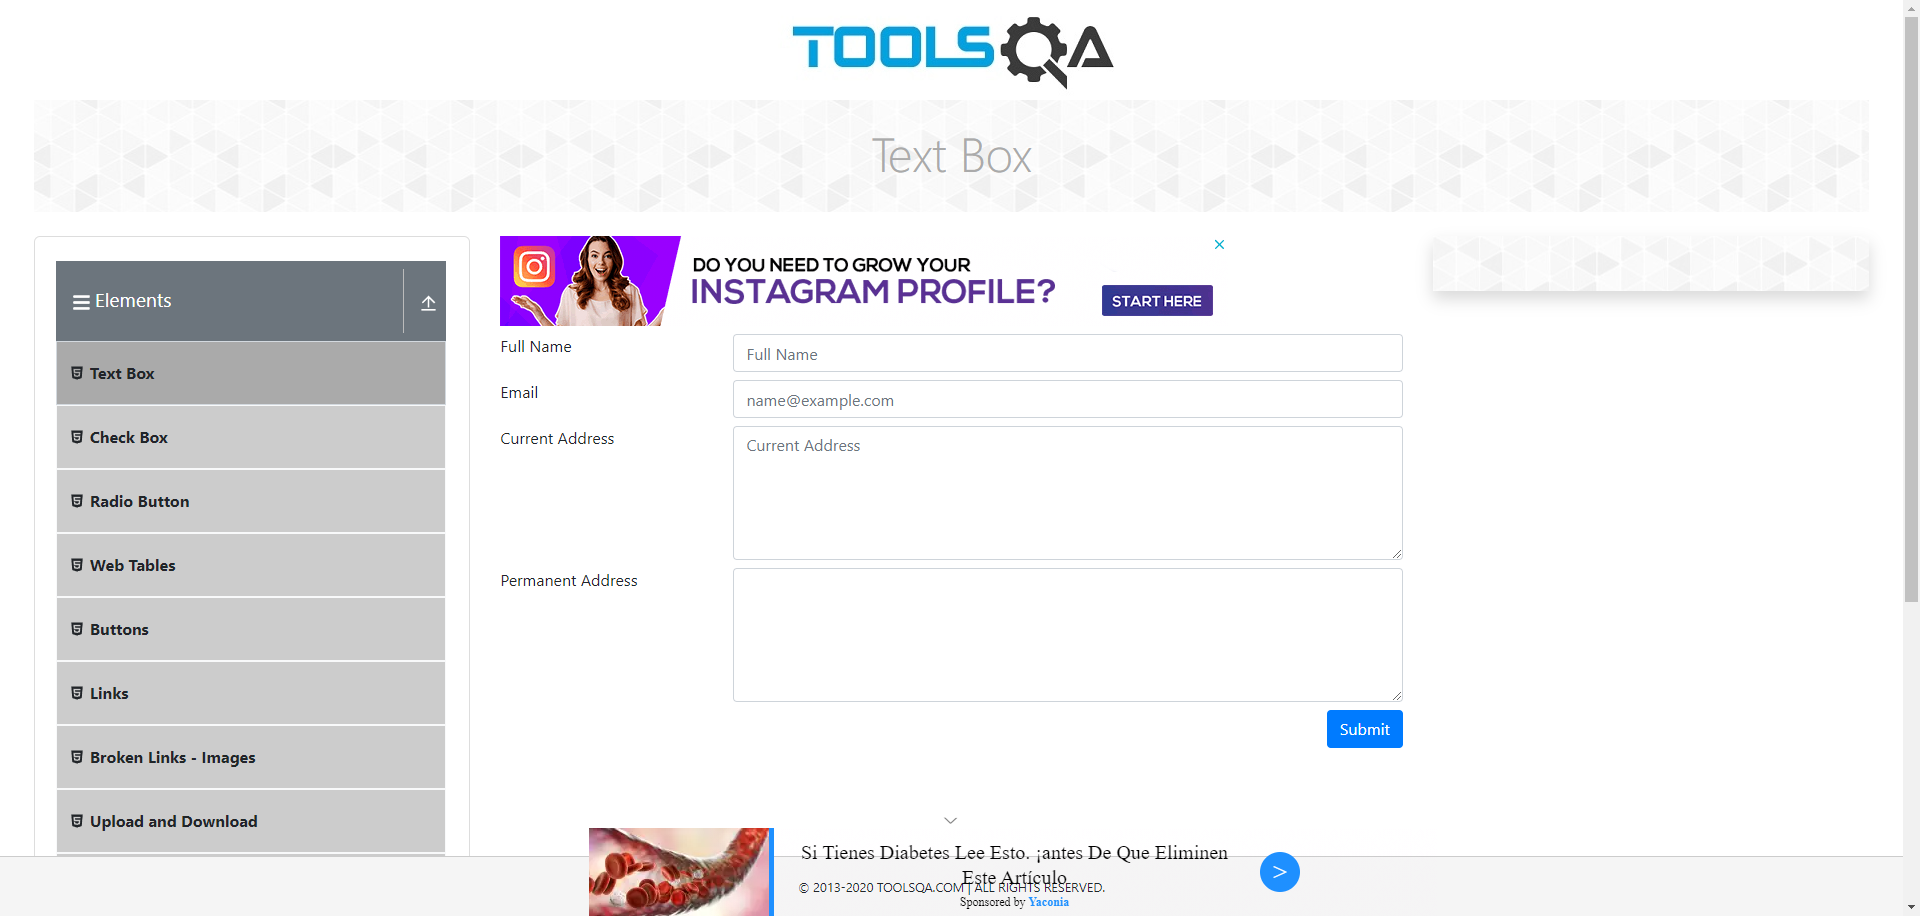 TOOLSQA
Text Box
Elements
Text Box
Check Box
Radio Button
Web Tables
Buttons
Links
Broken Links - Images
Upload and Download
DO YOU NEED TO GROW YOUR
INSTAGRAM PROFILE?
START HERE
Full Name
Full Name
Email
name@example.com
Current Address
Current Address
Permanent Address
Submit
Si Tienes Diabetes Lee Esto. ¡antes De Que Eliminen
Este Artículo
>
© 2013-2020 TOOLSQA.COM | ALL RIGHTS RESERVED.
Sponsored by Yaconia